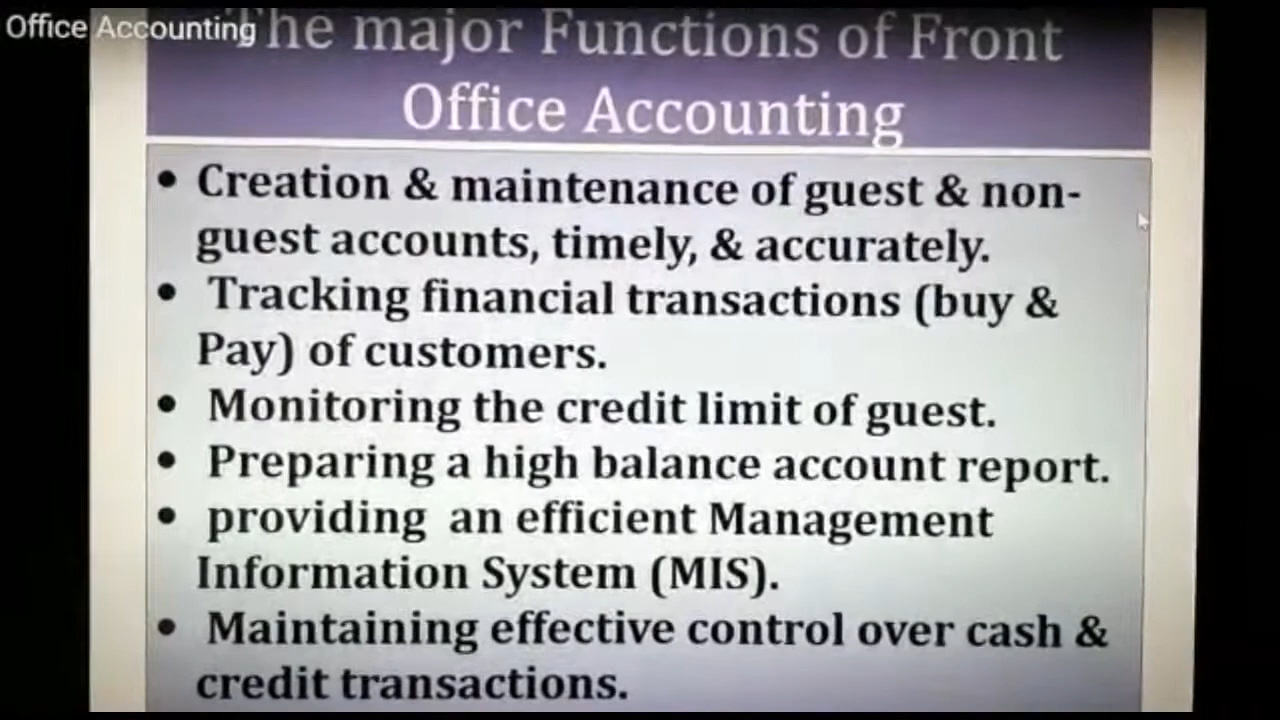 Office Accounting
The major Functions of Front
Office Accounting
• Creation & maintenance of guest & non-
guest accounts, timely, & accurately.
• Tracking financial transactions (buy &
Pay) of customers.
• Monitoring the credit limit of guest.
• Preparing a high balance account report.
• providing an efficient Management
Information System (MIS).
• Maintaining effective control over cash &
credit transactions.